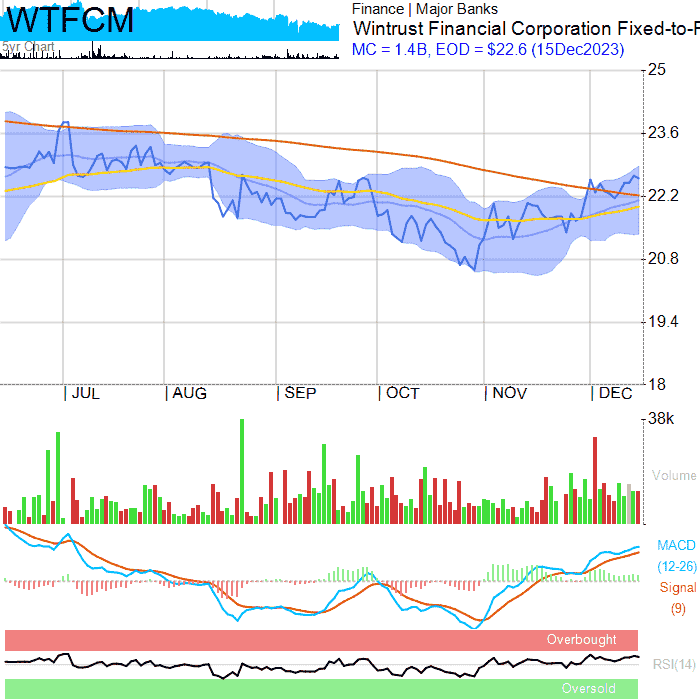 WTFCM
5yr Chart
Finance | Major Banks
Wintrust Financial Corporation Fixed-to-F
MC = 1.4B, EOD = $22.6 (15Dec2023)
25
23.6
22.2
20.8
19.4
18
| JUL | AUG | SEP | OCT | NOV | DEC
38k
Volume
MACD
(12-26)
Signal
(9)
Overbought
RSI(14)
Oversold